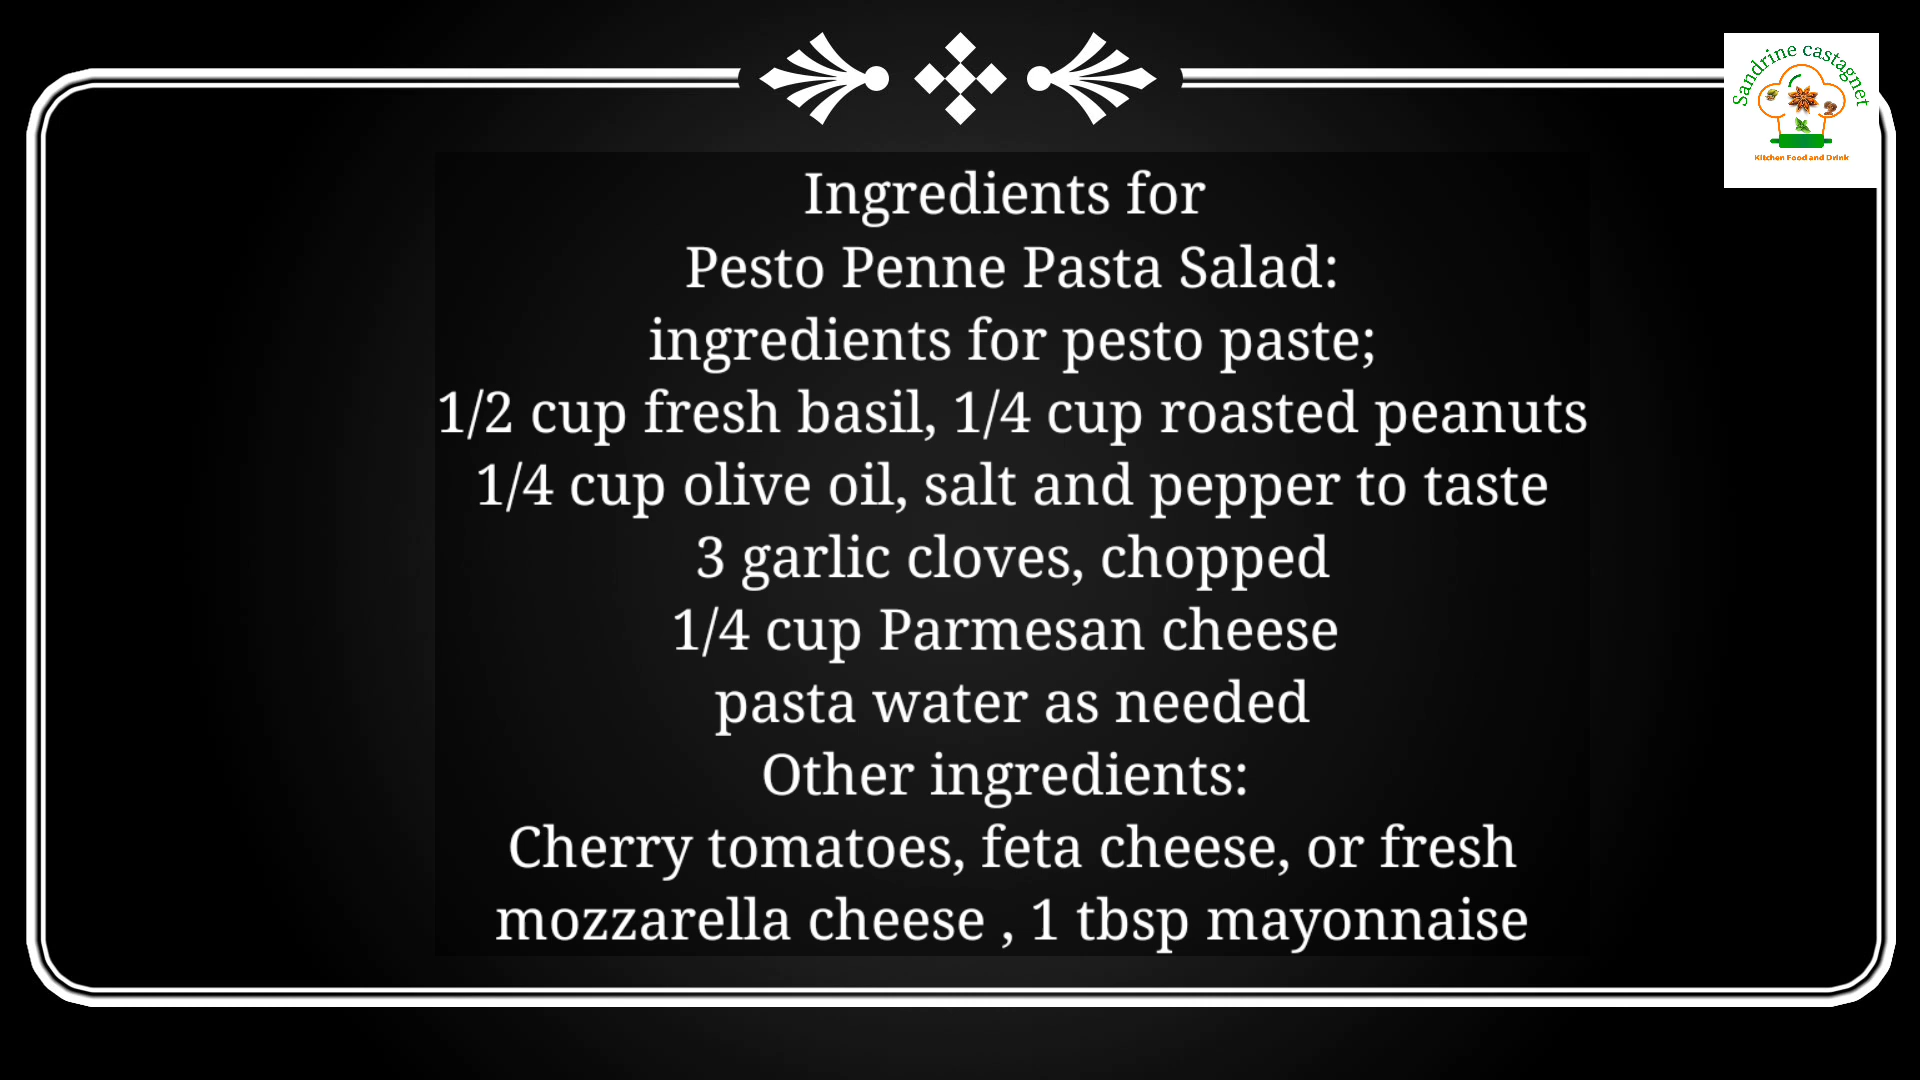 Sandrine castagnet
Kitchen Food and Drink
Ingredients for
Pesto Penne Pasta Salad:
ingredients for pesto paste;
1/2 cup fresh basil, 1/4 cup roasted peanuts
1/4 cup olive oil, salt and pepper to taste
3 garlic cloves, chopped
1/4 cup Parmesan cheese
pasta water as needed
Other ingredients:
Cherry tomatoes, feta cheese, or fresh
mozzarella cheese , 1 tbsp mayonnaise